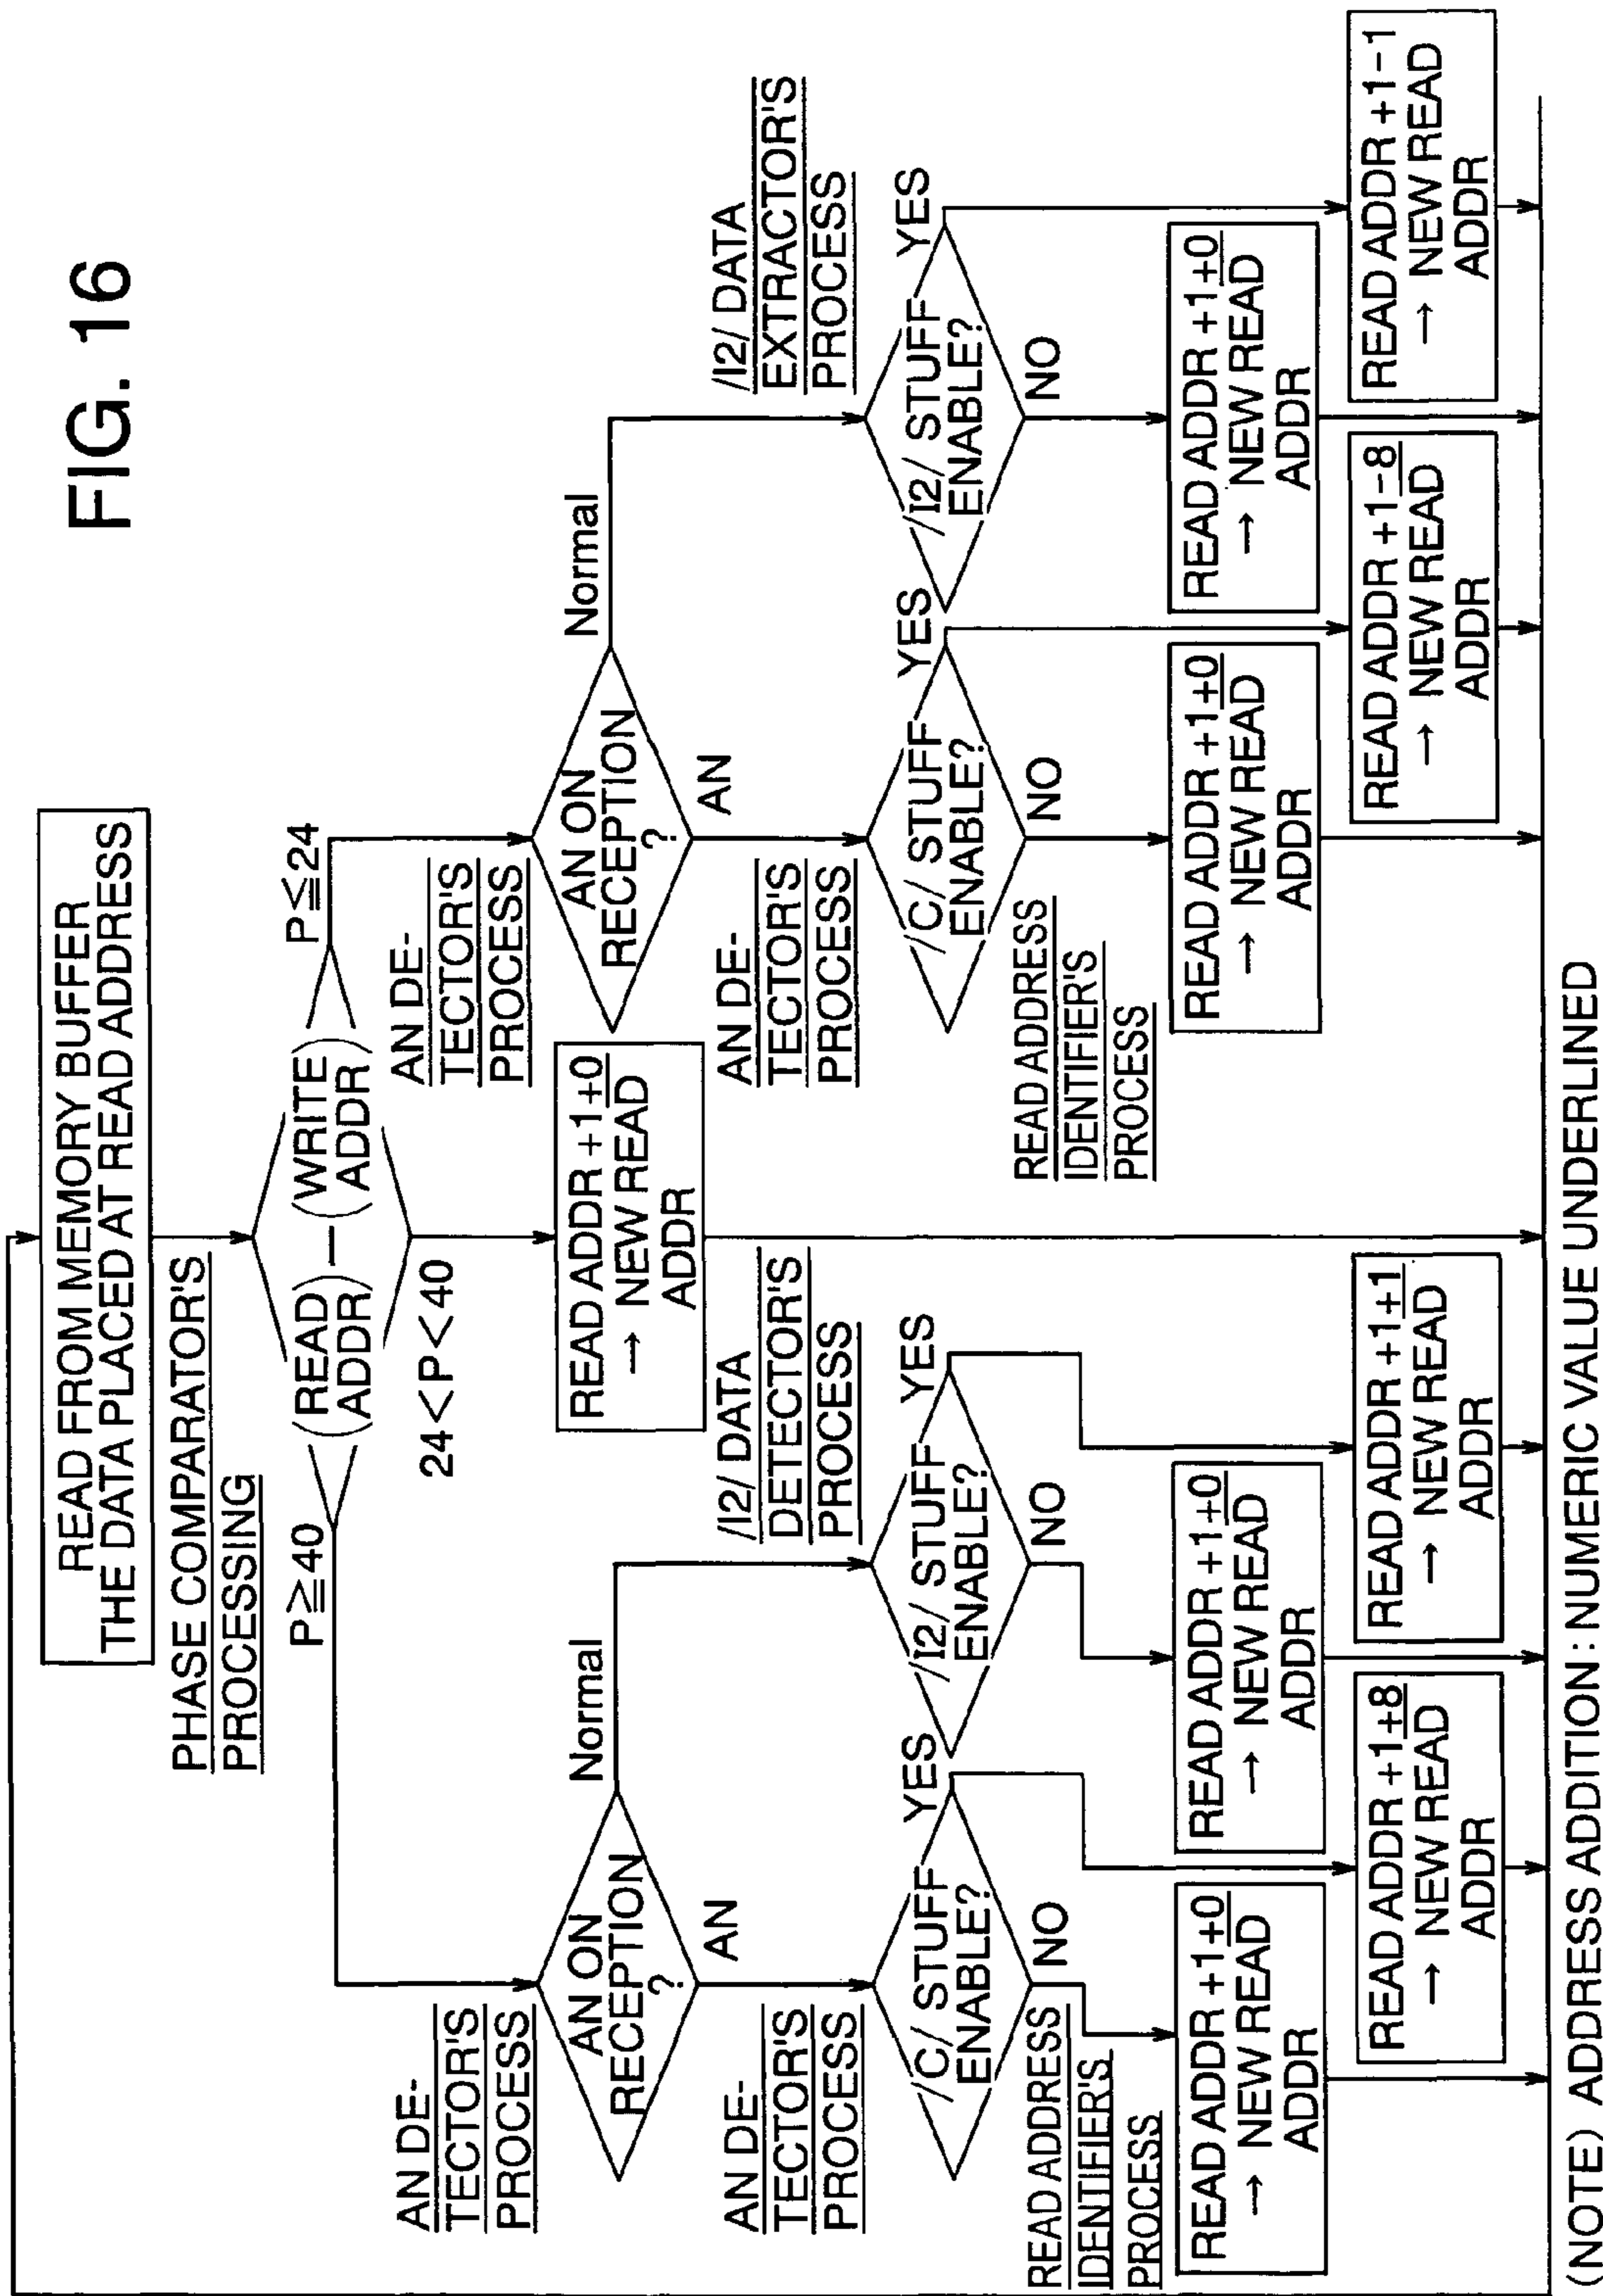 FIG. 16
READ FROM MEMORY BUFFER
THE DATA PLACED AT READ ADDRESS
PHASE COMPARATOR'S
PROCESSING
(READ ADDR) — (WRITE ADDR)
P≧40
24<P<40
P≦24
AN DE-
TECTOR'S
PROCESS
AN ON
RECEPTION
?
Normal
AN
AN DE-
TECTOR'S
PROCESS
/C/ STUFF
ENABLE?
YES
NO
READ ADDRESS
IDENTIFIER'S
PROCESS
READ ADDR +1+0
→ NEW READ
ADDR
READ ADDR +1+8
→ NEW READ
ADDR
/I2/ DATA
DETECTOR'S
PROCESS
/I2/ STUFF
ENABLE?
YES
NO
READ ADDR +1+0
→ NEW READ
ADDR
READ ADDR +1+1
→ NEW READ
ADDR
READ ADDR +1+0
→ NEW READ
ADDR
AN DE-
TECTOR'S
PROCESS
AN ON
RECEPTION
?
Normal
AN
AN DE-
TECTOR'S
PROCESS
/C/ STUFF
ENABLE?
YES
NO
READ ADDRESS
IDENTIFIER'S
PROCESS
READ ADDR +1+0
→ NEW READ
ADDR
READ ADDR +1-8
→ NEW READ
ADDR
/I2/ DATA
EXTRACTOR'S
PROCESS
/I2/ STUFF
ENABLE?
YES
NO
READ ADDR +1+0
→ NEW READ
ADDR
READ ADDR +1-1
→ NEW READ
ADDR
(NOTE) ADDRESS ADDITION : NUMERIC VALUE UNDERLINED